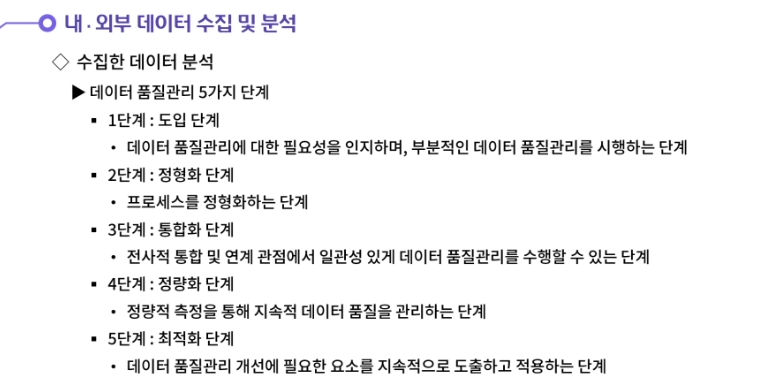 내 · 외부 데이터 수집 및 분석
◇ 수집한 데이터 분석
▶ 데이터 품질관리 5가지 단계
▪ 1단계 : 도입 단계
• 데이터 품질관리에 대한 필요성을 인지하며, 부분적인 데이터 품질관리를 시행하는 단계
▪ 2단계 : 정형화 단계
• 프로세스를 정형화하는 단계
▪ 3단계 : 통합화 단계
• 전사적 통합 및 연계 관점에서 일관성 있게 데이터 품질관리를 수행할 수 있는 단계
▪ 4단계 : 정량화 단계
• 정량적 측정을 통해 지속적 데이터 품질을 관리하는 단계
▪ 5단계 : 최적화 단계
• 데이터 품질관리 개선에 필요한 요소를 지속적으로 도출하고 적용하는 단계